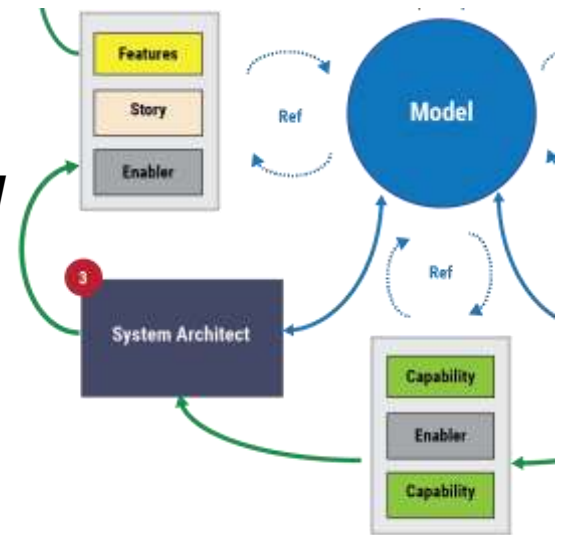 Features
Story
Enabler
Ref
Model
3
System Architect
Ref
Capability
Enabler
Capability